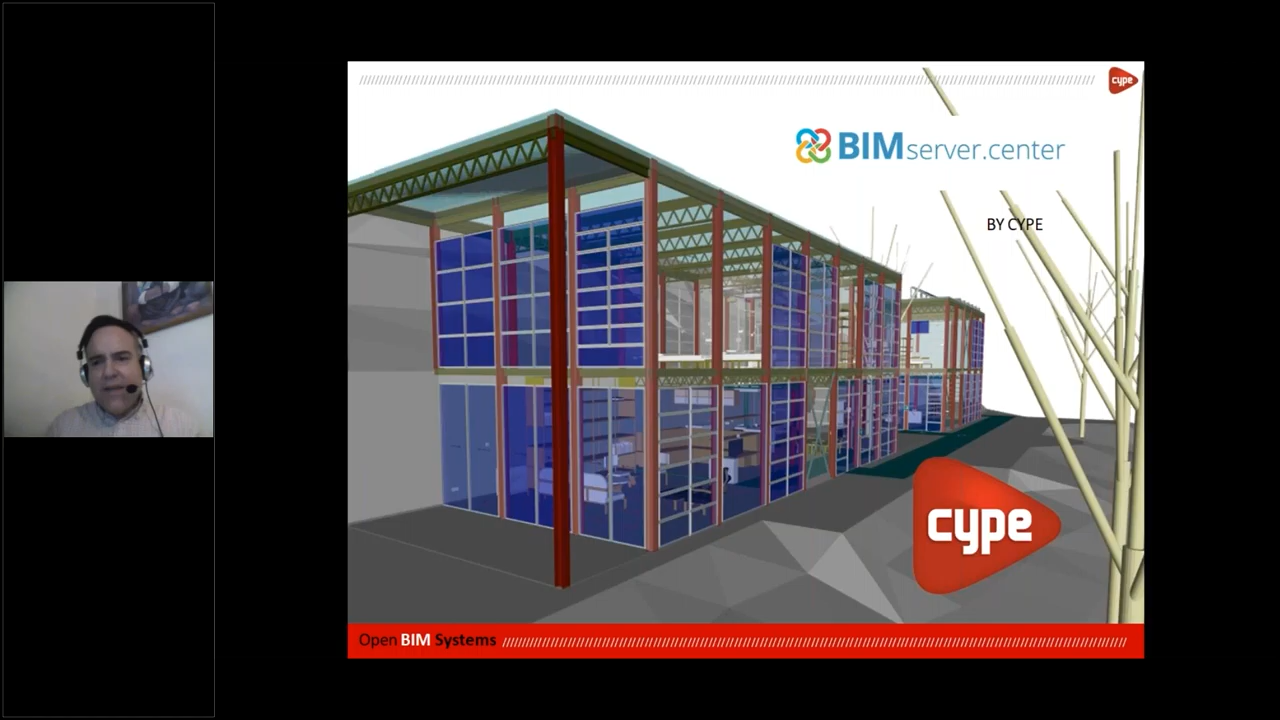 cype
BIMserver.center
BY CYPE
cype
Open BIM Systems